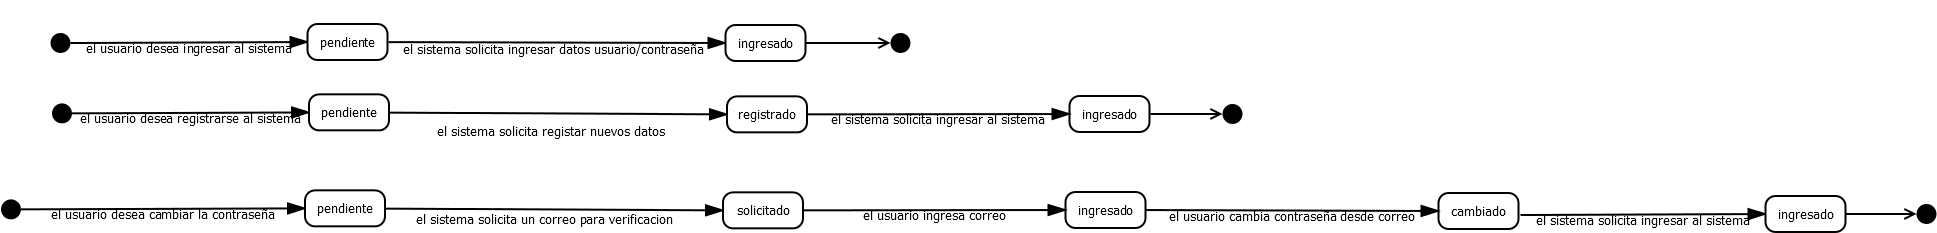 el usuario desea ingresar al sistema
pendiente
el sistema solicita ingresar datos usuario/contraseña
ingresado
el usuario desea registrarse al sistema
pendiente
el sistema solicita registar nuevos datos
registrado
el sistema solicita ingresar al sistema
ingresado
el usuario desea cambiar la contraseña
pendiente
el sistema solicita un correo para verificacion
solicitado
el usuario ingresa correo
ingresado
el usuario cambia contraseña desde correo
cambiado
el sistema solicita ingresar al sistema
ingresado